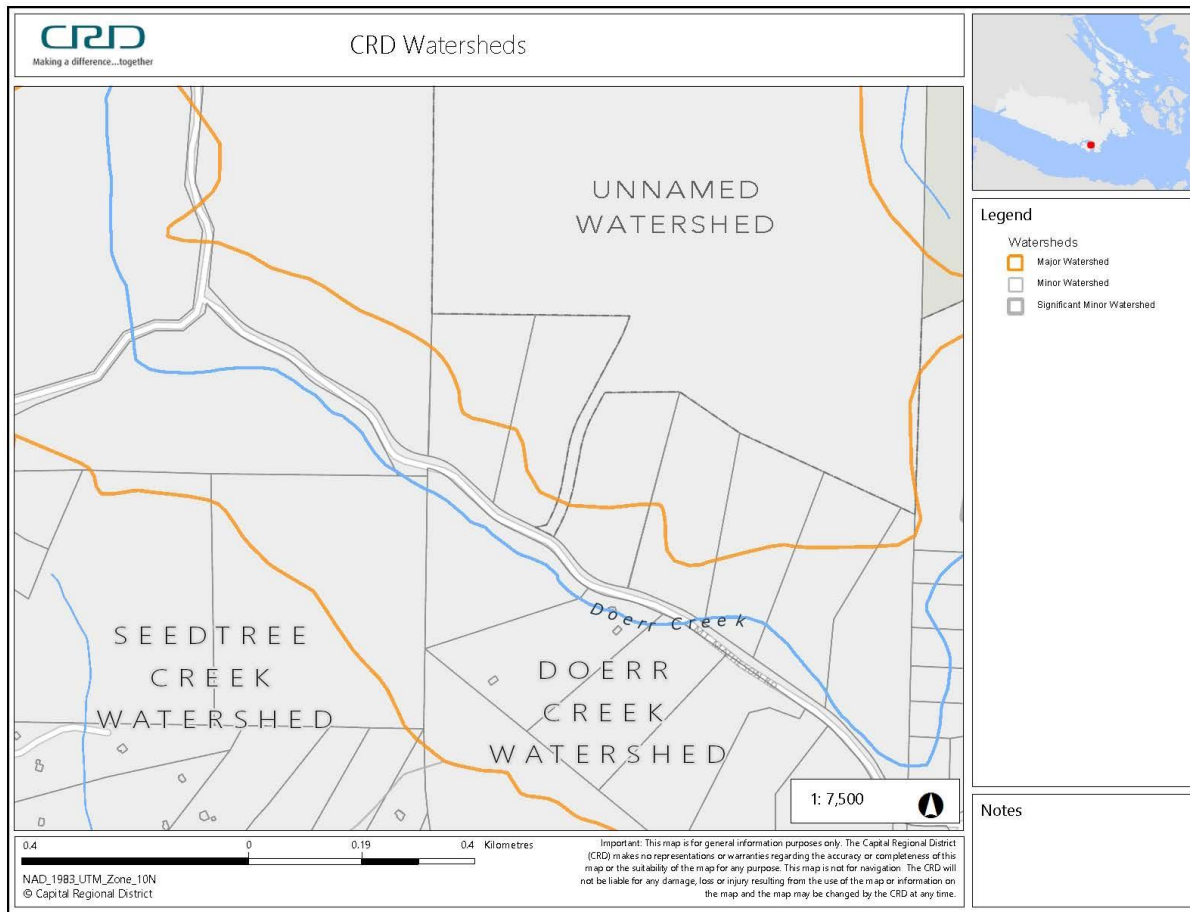 CRD
Making a difference...together
CRD Watersheds
UNNAMED
WATERSHED
Doerr Creek
SEEDTREE
CREEK
WATERSHED
DOERR
CREEK
WATERSHED
1: 7,500
Legend
Watersheds
Major Watershed
Minor Watershed
Significant Minor Watershed
Notes
0.4 0 0.19 0.4 Kilometres
NAD_1983_UTM_Zone_10N
© Capital Regional District
Important: This map is for general information purposes only. The Capital Regional District
(CRD) makes no representations or warranties regarding the accuracy or completeness of this
map or the suitability of the map for any purpose. This map is not for navigation. The CRD will
not be liable for any damage, loss or injury resulting from the use of the map or information on
the map and the map may be changed by the CRD at any time.